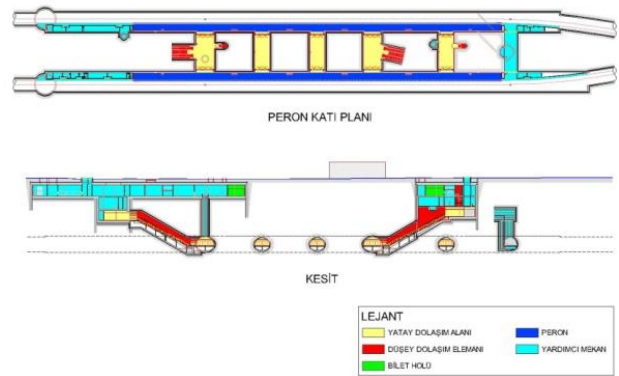 PERON KATI PLANI
KESİT
LEJANT
YATAY DOLAŞIM ALANI
PERON
DÜŞEY DOLAŞIM ELEMANI
YARDIMCI MEKAN
BİLET HOLÜ